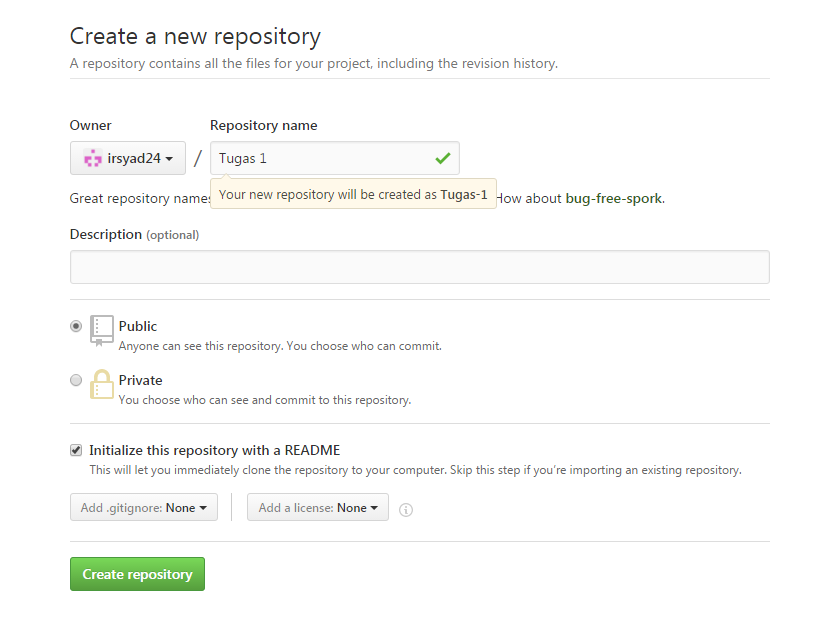 Create a new repository
A repository contains all the files for your project, including the revision history.
Owner Repository name
irsyad24 / Tugas 1
Your new repository will be created as Tugas-1
Great repository names How about bug-free-spork.
Description (optional)
Public
Anyone can see this repository. You choose who can commit.
Private
You choose who can see and commit to this repository.
Initialize this repository with a README
This will let you immediately clone the repository to your computer. Skip this step if you're importing an existing repository.
Add .gitignore: None Add a license: None
Create repository